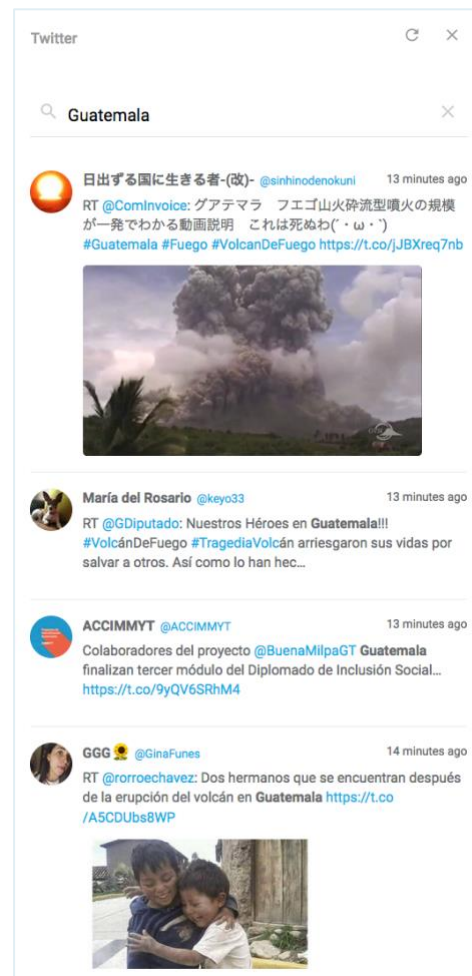 Twitter
Guatemala
日出ずる国に生きる者-(改)- @sinhinodenokuni 13 minutes ago
RT @ComInvoice: グアテマラ　フエゴ山火砕流型噴火の規模
が一発でわかる動画説明　これは死ぬわ(´・ω・`)
#Guatemala #Fuego #VolcanDeFuego https://t.co/jJBXreq7nb
María del Rosario @keyo33 13 minutes ago
RT @GDiputado: Nuestros Héroes en Guatemala!!!
#VolcánDeFuego #TragediaVolcán arriesgaron sus vidas por
salvar a otros. Así como lo han hec...
ACCIMMYT @ACCIMMYT 13 minutes ago
Colaboradores del proyecto @BuenaMilpaGT Guatemala
finalizan tercer módulo del Diplomado de Inclusión Social...
https://t.co/9yQV6SRhM4
GGG🌻 @GinaFunes 14 minutes ago
RT @rorroechavez: Dos hermanos que se encuentran después
de la erupción del volcán en Guatemala https://t.co
/A5CDUbs8WP